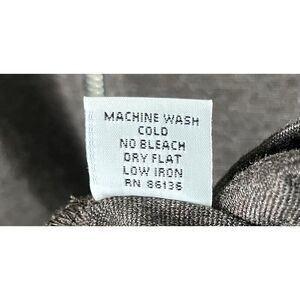 MACHINE WASH
COLD
NO BLEACH
DRY FLAT
LOW IRON
RN 86136